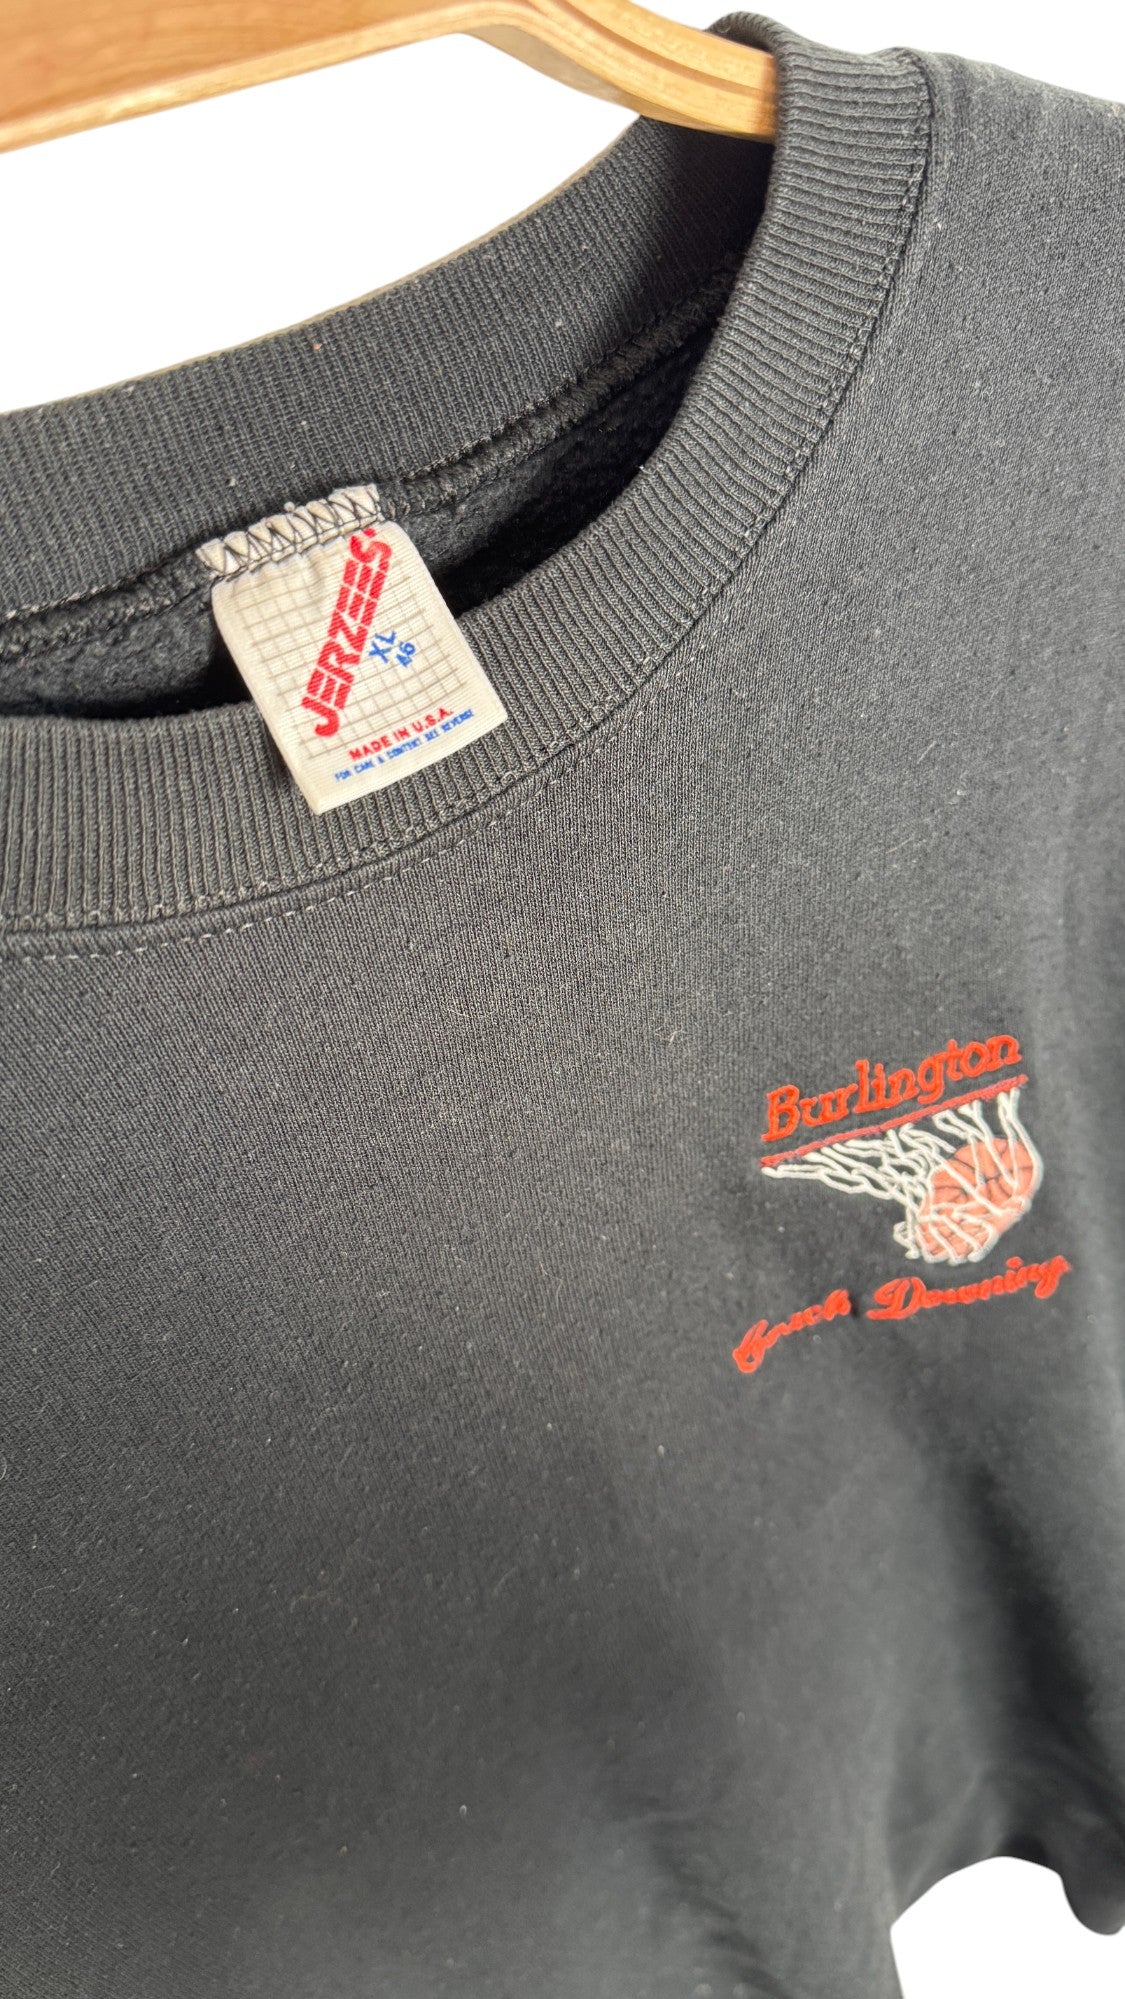 JERZEES
XL
46
MADE IN U.S.A.
FOR CARE & CONTENT SEE REVERSE
Burlington
Coach Downing